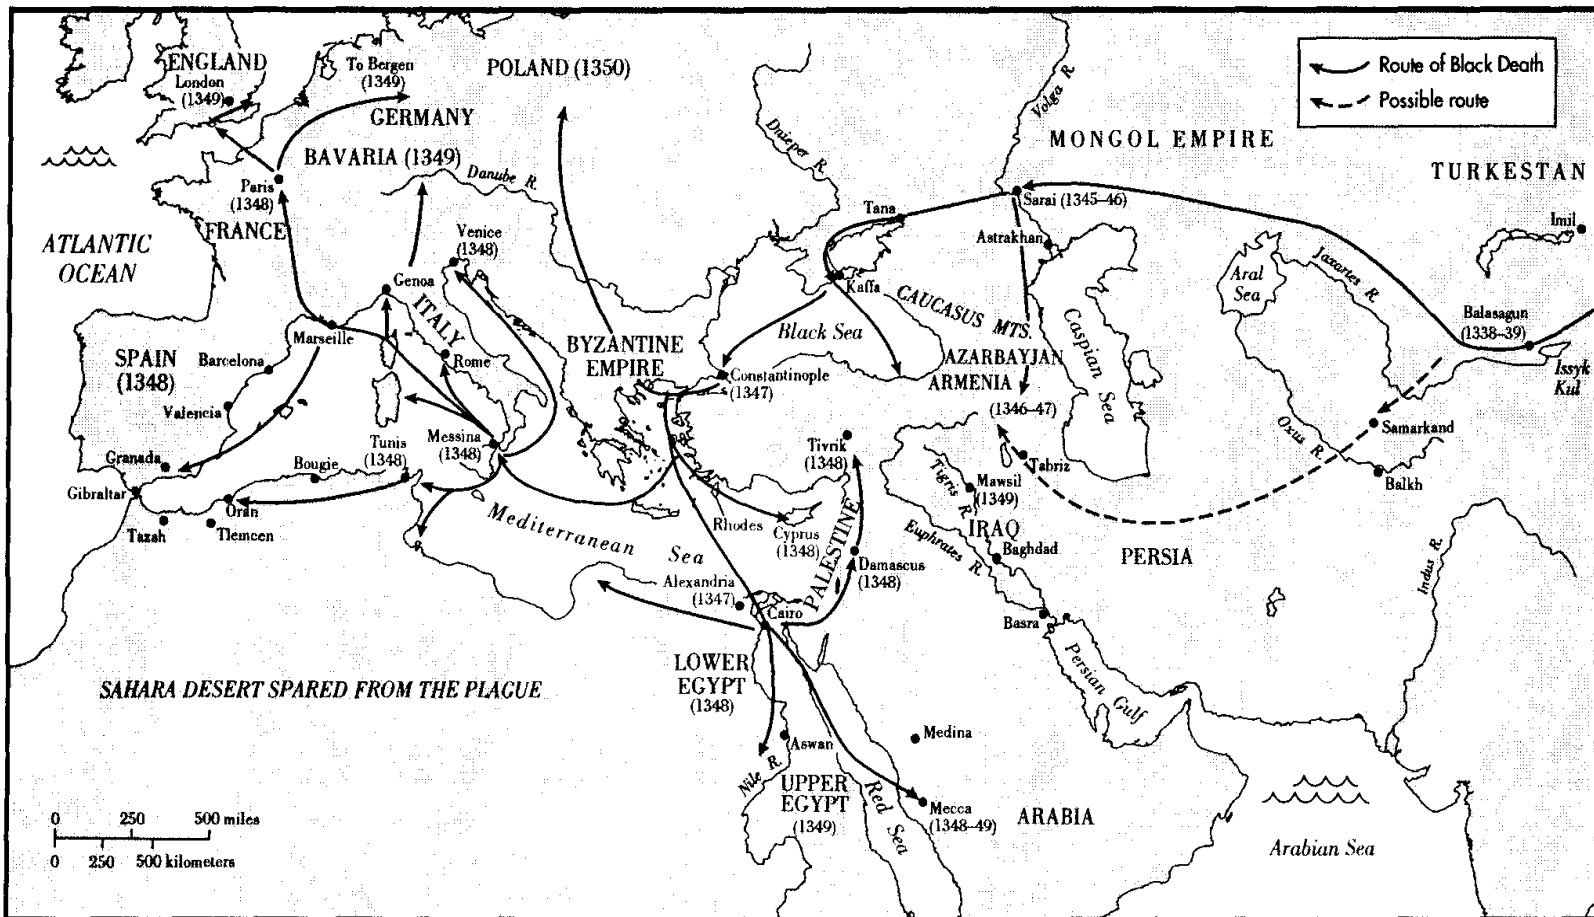 Route of Black Death
Possible route
ENGLAND
London
(1349)
To Bergen
(1349)
GERMANY
POLAND (1350)
BAVARIA (1349)
Danube R.
Dnieper R.
Volga R.
MONGOL EMPIRE
TURKESTAN
Paris
(1348)
FRANCE
ATLANTIC
OCEAN
Venice
(1348)
Tana
Sarai (1345–46)
Astrakhan
Imil
Aral
Sea
Jaxartes R.
Genoa
ITALY
Kaffa
CAUCASUS MTS.
Caspian Sea
Balasagun
(1338–39)
Issyk
Kul
Marseille
Black Sea
SPAIN
(1348)
Barcelona
Rome
BYZANTINE
EMPIRE
Constantinople
(1347)
AZARBAYJAN
ARMENIA
(1346–47)
Valencia
Samarkand
Oxus R.
Balkh
Granada
Gibraltar
Tazah
Tlemcen
Oran
Bougie
Tunis
(1348)
Messina
(1348)
Tivrik
(1348)
Tabriz
Tigris R.
Mawsil
(1349)
IRAQ
Euphrates R.
Baghdad
PERSIA
Indus R.
Mediterranean Sea
Rhodes
Cyprus
(1348)
PALESTINE
Damascus
(1348)
Alexandria
(1347)
Cairo
Basra
Persian Gulf
SAHARA DESERT SPARED FROM THE PLAGUE
LOWER
EGYPT
(1348)
Aswan
Nile R.
UPPER
EGYPT
(1349)
Red Sea
Medina
Mecca
(1348–49)
ARABIA
Arabian Sea
0 250 500 miles
0 250 500 kilometers